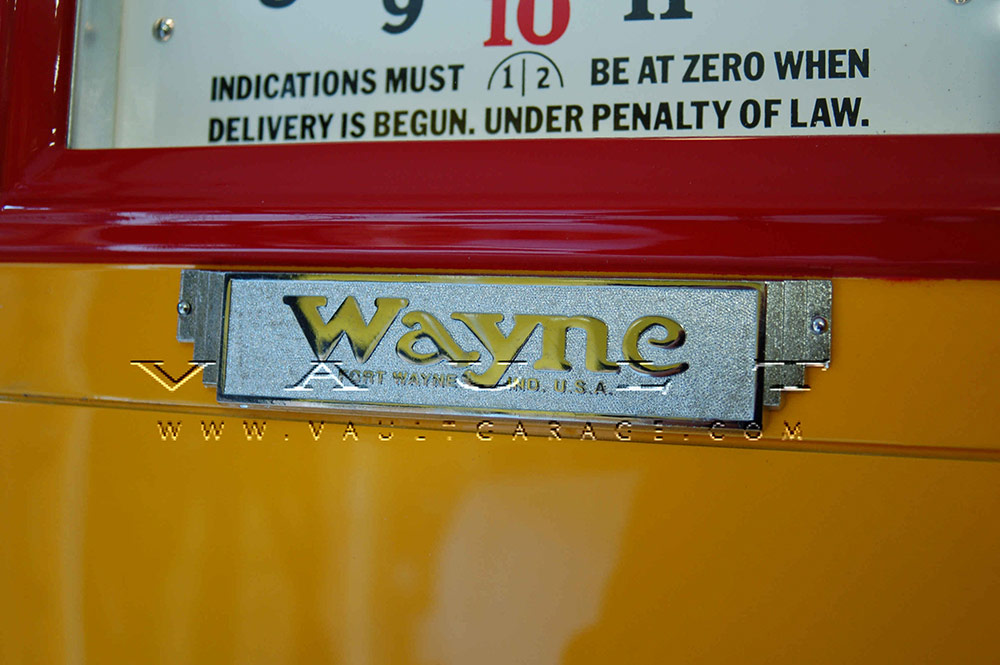 9 10 11
INDICATIONS MUST 1|2 BE AT ZERO WHEN
DELIVERY IS BEGUN. UNDER PENALTY OF LAW.
Wayne
FORT WAYNE IND. U.S.A.
VAULT
WWW.VAULTGARAGE.COM